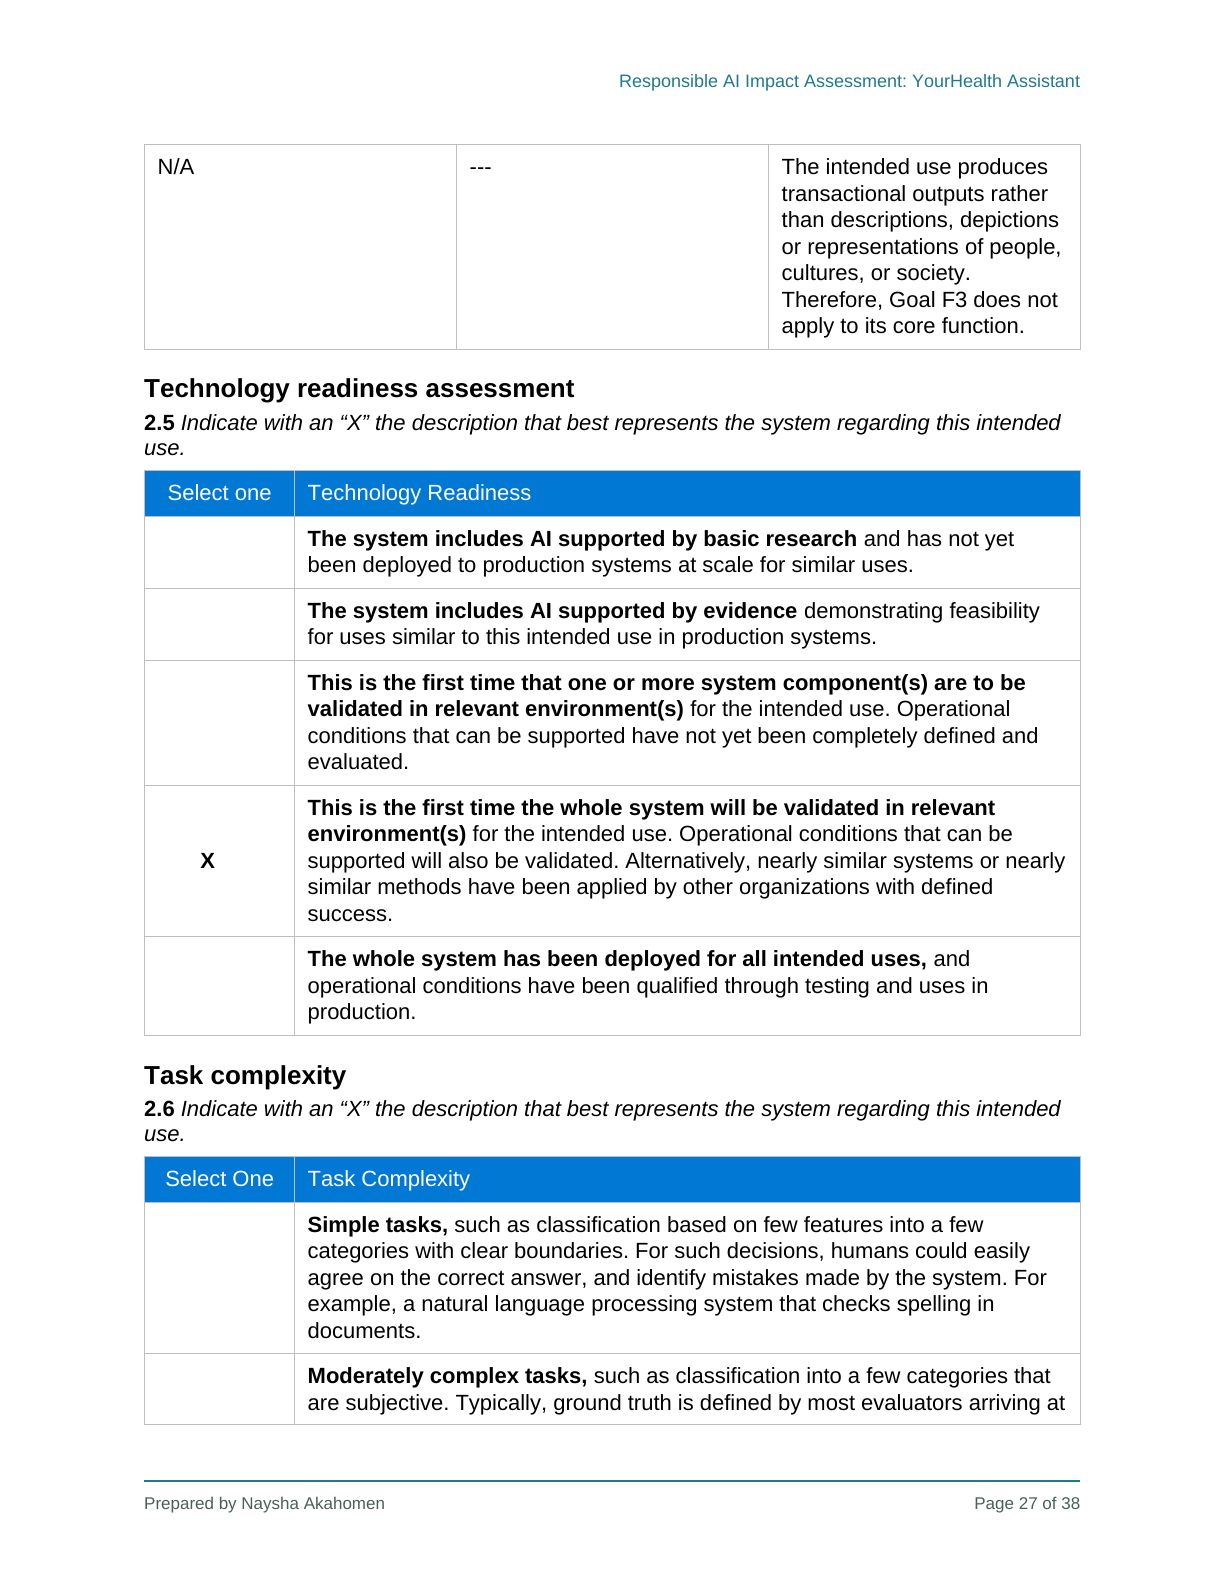 Responsible AI Impact Assessment: YourHealth Assistant
N/A
---
The intended use produces
transactional outputs rather
than descriptions, depictions
or representations of people,
cultures, or society.
Therefore, Goal F3 does not
apply to its core function.
Technology readiness assessment
2.5 Indicate with an “X” the description that best represents the system regarding this intended
use.
Select one
Technology Readiness
The system includes AI supported by basic research and has not yet
been deployed to production systems at scale for similar uses.
The system includes AI supported by evidence demonstrating feasibility
for uses similar to this intended use in production systems.
This is the first time that one or more system component(s) are to be
validated in relevant environment(s) for the intended use. Operational
conditions that can be supported have not yet been completely defined and
evaluated.
X
This is the first time the whole system will be validated in relevant
environment(s) for the intended use. Operational conditions that can be
supported will also be validated. Alternatively, nearly similar systems or nearly
similar methods have been applied by other organizations with defined
success.
The whole system has been deployed for all intended uses, and
operational conditions have been qualified through testing and uses in
production.
Task complexity
2.6 Indicate with an “X” the description that best represents the system regarding this intended
use.
Select One
Task Complexity
Simple tasks, such as classification based on few features into a few
categories with clear boundaries. For such decisions, humans could easily
agree on the correct answer, and identify mistakes made by the system. For
example, a natural language processing system that checks spelling in
documents.
Moderately complex tasks, such as classification into a few categories that
are subjective. Typically, ground truth is defined by most evaluators arriving at
Prepared by Naysha Akahomen
Page 27 of 38